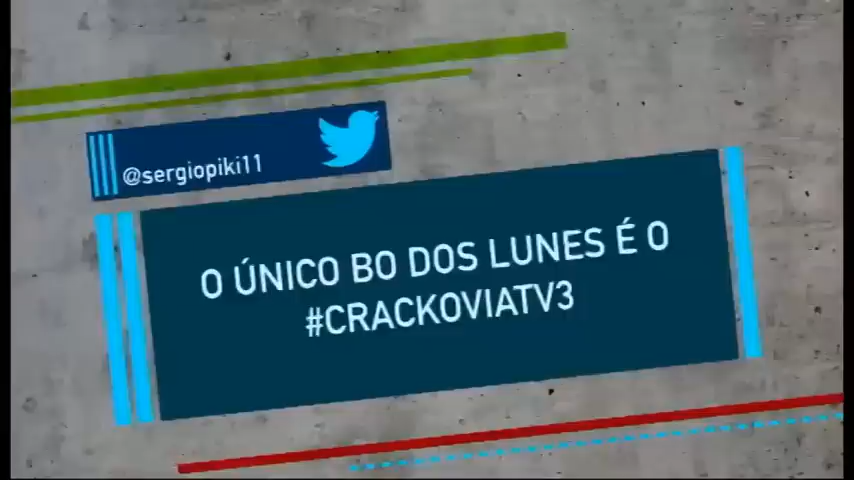 @sergiopiki11
O ÚNICO BO DOS LUNES É O
#CRACKOVIATV3